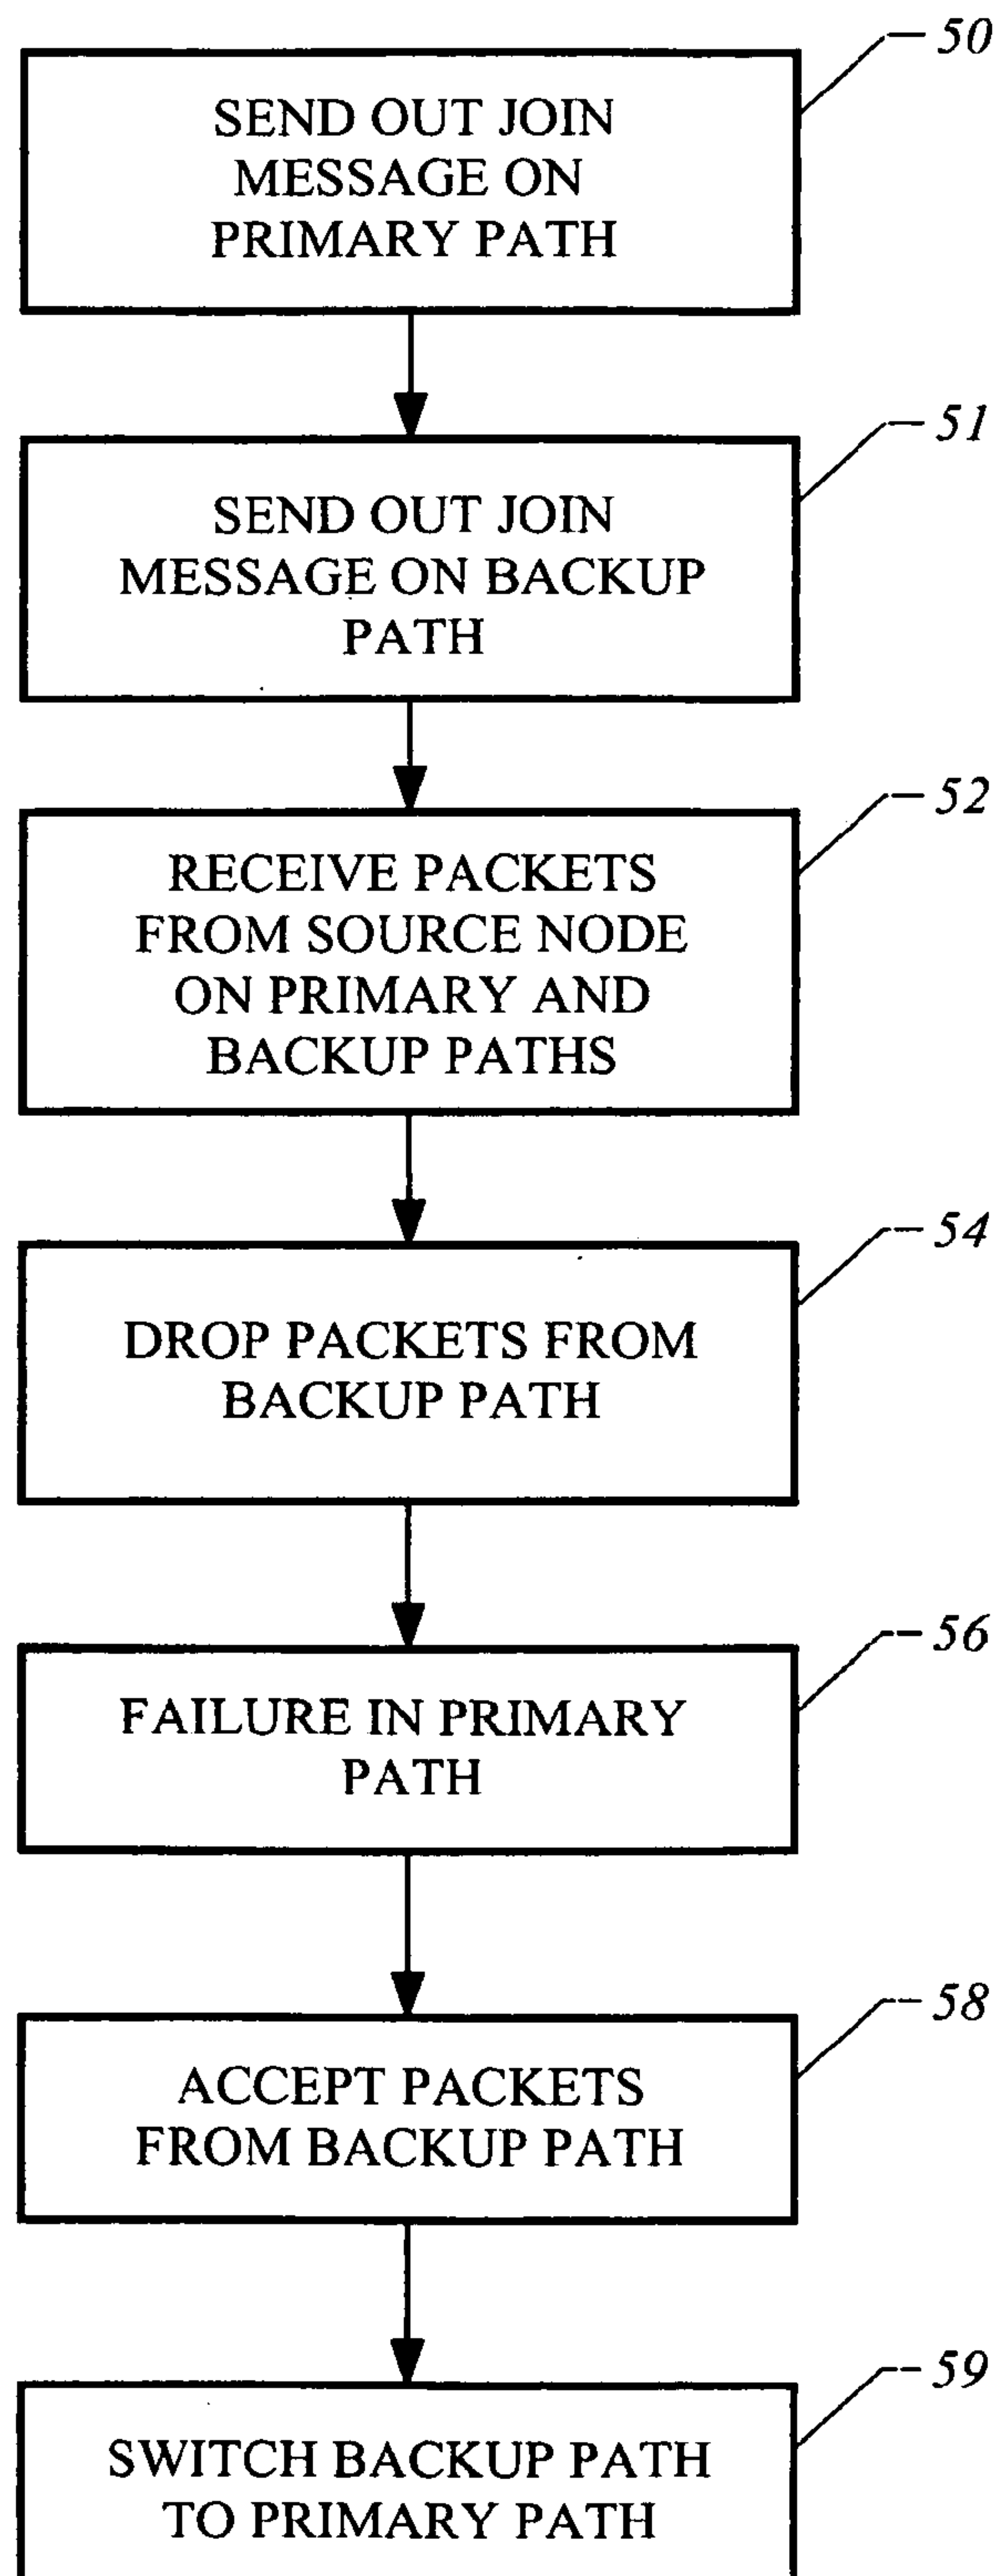 50
SEND OUT JOIN
MESSAGE ON
PRIMARY PATH
51
SEND OUT JOIN
MESSAGE ON BACKUP
PATH
52
RECEIVE PACKETS
FROM SOURCE NODE
ON PRIMARY AND
BACKUP PATHS
54
DROP PACKETS FROM
BACKUP PATH
56
FAILURE IN PRIMARY
PATH
58
ACCEPT PACKETS
FROM BACKUP PATH
59
SWITCH BACKUP PATH
TO PRIMARY PATH